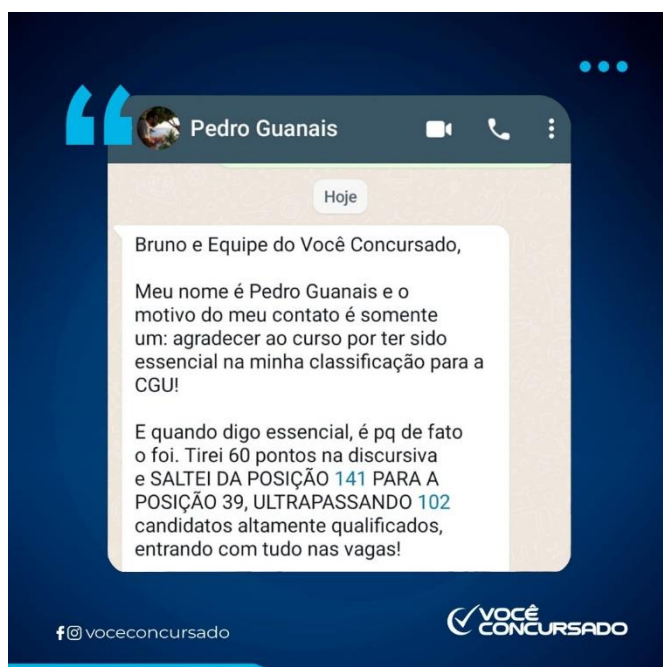 Pedro Guanais
Hoje
Bruno e Equipe do Você Concursado,
Meu nome é Pedro Guanais e o
motivo do meu contato é somente
um: agradecer ao curso por ter sido
essencial na minha classificação para a
CGU!
E quando digo essencial, é pq de fato
o foi. Tirei 60 pontos na discursiva
e SALTEI DA POSIÇÃO 141 PARA A
POSIÇÃO 39, ULTRAPASSANDO 102
candidatos altamente qualificados,
entrando com tudo nas vagas!
voceconcursado
VOCÊ
CONCURSADO